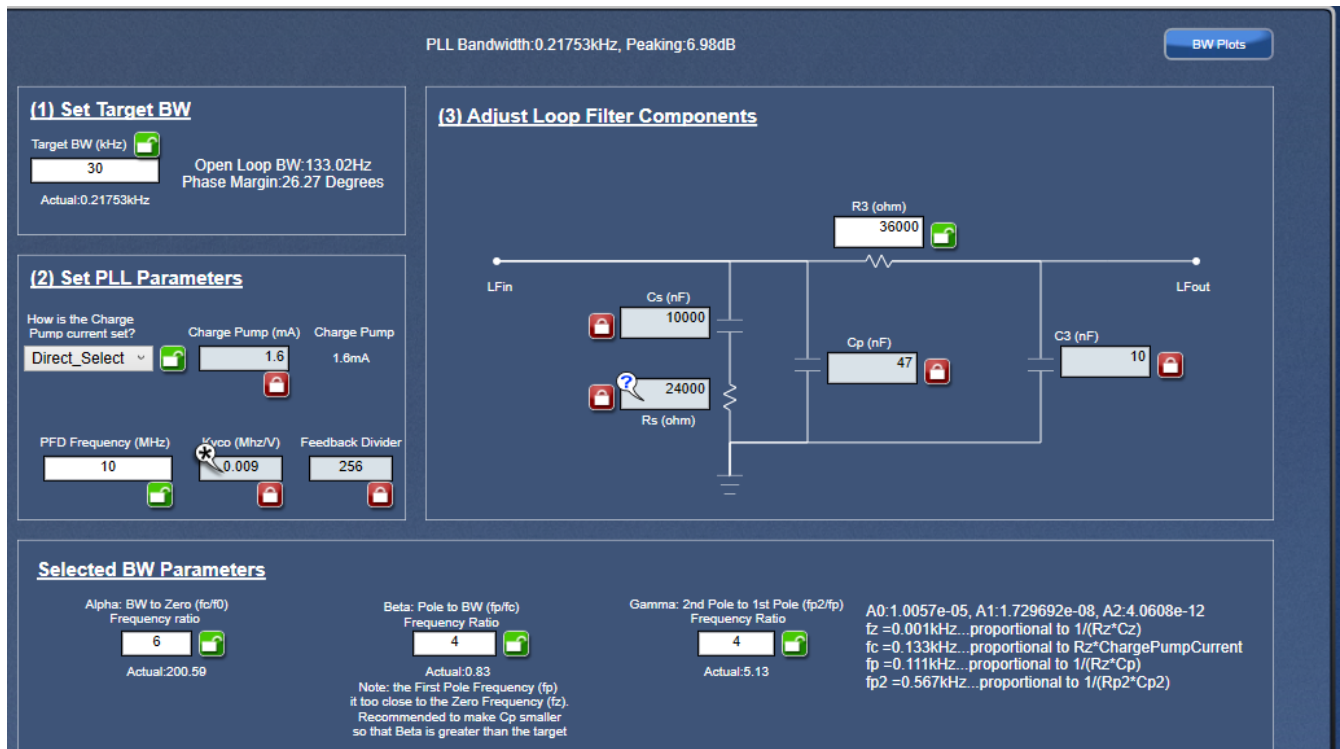 PLL Bandwidth:0.21753kHz, Peaking:6.98dB
BW Plots
(1) Set Target BW
Target BW (kHz)
30
Actual:0.21753kHz
Open Loop BW:133.02Hz
Phase Margin:26.27 Degrees
(2) Set PLL Parameters
How is the Charge
Pump current set?
Direct_Select
Charge Pump (mA)
1.6
Charge Pump
1.6mA
PFD Frequency (MHz)
10
Kvco (Mhz/V)
0.009
Feedback Divider
256
(3) Adjust Loop Filter Components
R3 (ohm)
36000
LFin
LFout
Cs (nF)
10000
?
24000
Rs (ohm)
Cp (nF)
47
C3 (nF)
10
Selected BW Parameters
Alpha: BW to Zero (fc/f0)
Frequency ratio
6
Actual:200.59
Beta: Pole to BW (fp/fc)
Frequency Ratio
4
Actual:0.83
Note: the First Pole Frequency (fp)
it too close to the Zero Frequency (fz).
Recommended to make Cp smaller
so that Beta is greater than the target
Gamma: 2nd Pole to 1st Pole (fp2/fp)
Frequency Ratio
4
Actual:5.13
A0:1.0057e-05, A1:1.729692e-08, A2:4.0608e-12
fz =0.001kHz...proportional to 1/(Rz*Cz)
fc =0.133kHz...proportional to Rz*ChargePumpCurrent
fp =0.111kHz...proportional to 1/(Rz*Cp)
fp2 =0.567kHz...proportional to 1/(Rp2*Cp2)